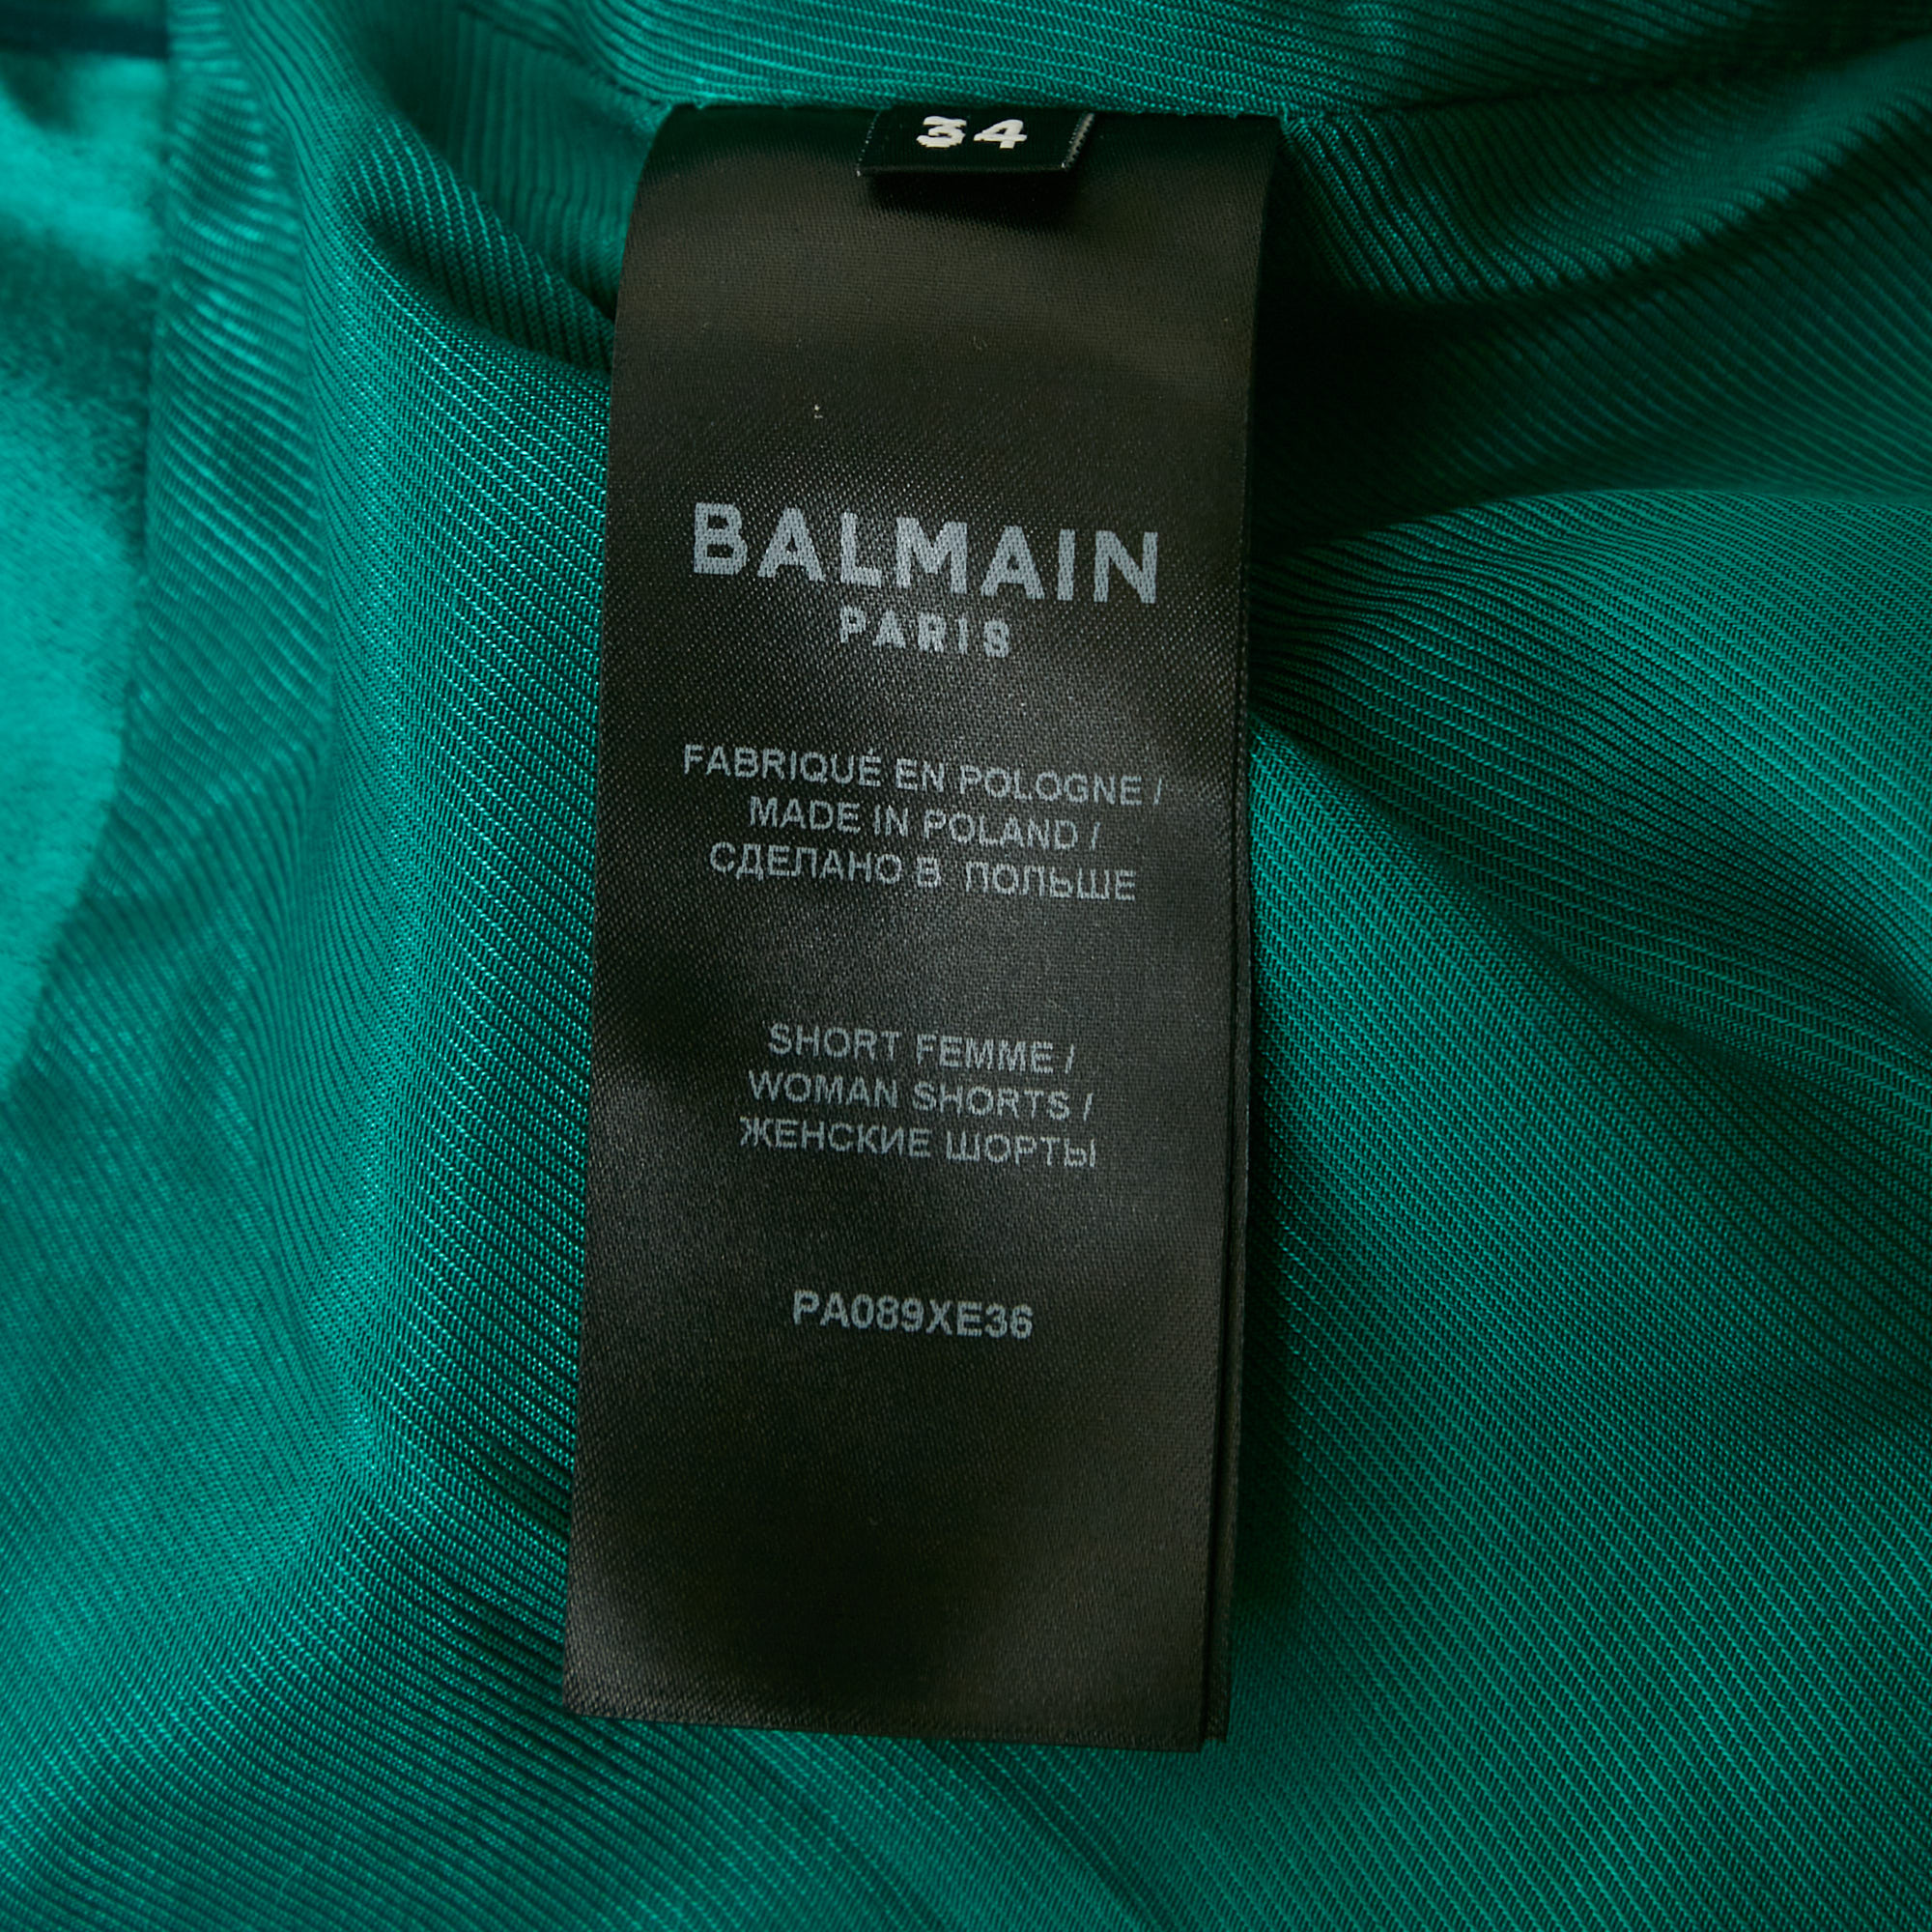 34
BALMAIN
PARIS
FABRIQUÉ EN POLOGNE /
MADE IN POLAND /
СДЕЛАНО В ПОЛЬШЕ
SHORT FEMME /
WOMAN SHORTS /
ЖЕНСКИЕ ШОРТЫ
PA089XE36